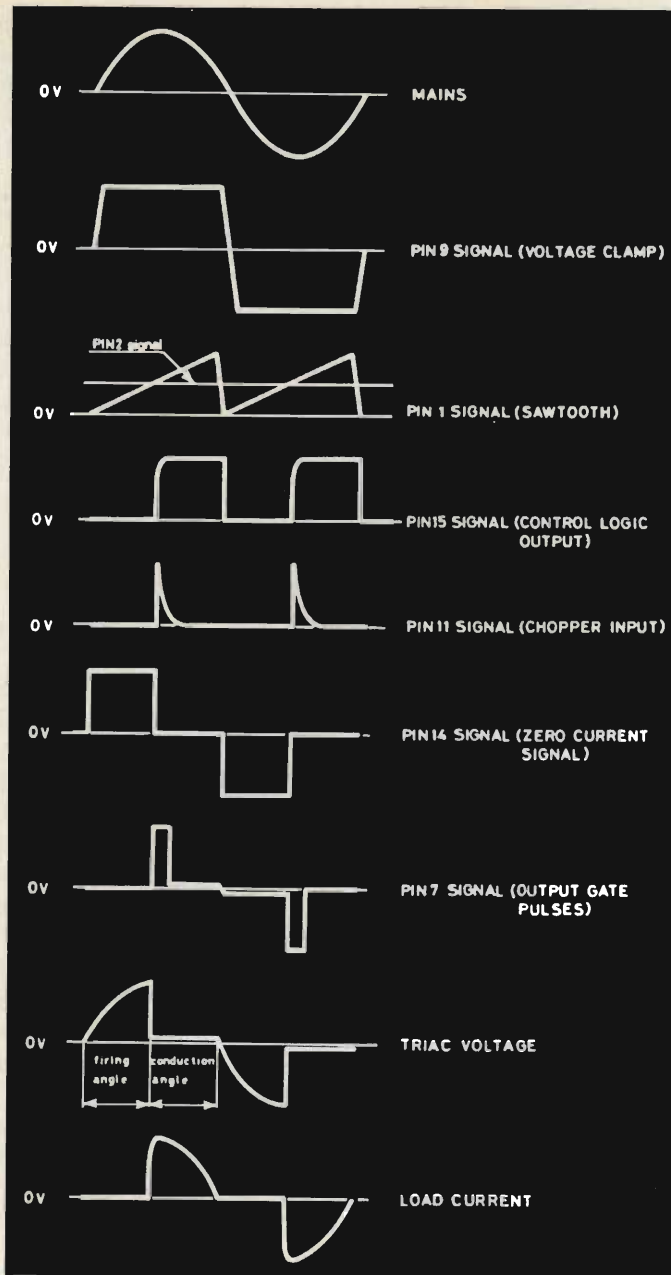 0V
MAINS
0V
PIN 9 SIGNAL (VOLTAGE CLAMP)
PIN2 signal
0V
PIN 1 SIGNAL (SAWTOOTH)
0V
PIN15 SIGNAL (CONTROL LOGIC
OUTPUT)
0V
PIN 11 SIGNAL (CHOPPER INPUT)
0V
PIN 14 SIGNAL (ZERO CURRENT
SIGNAL)
0V
PIN 7 SIGNAL (OUTPUT GATE
PULSES)
0V
TRIAC VOLTAGE
firing conduction
angle angle
0V
LOAD CURRENT